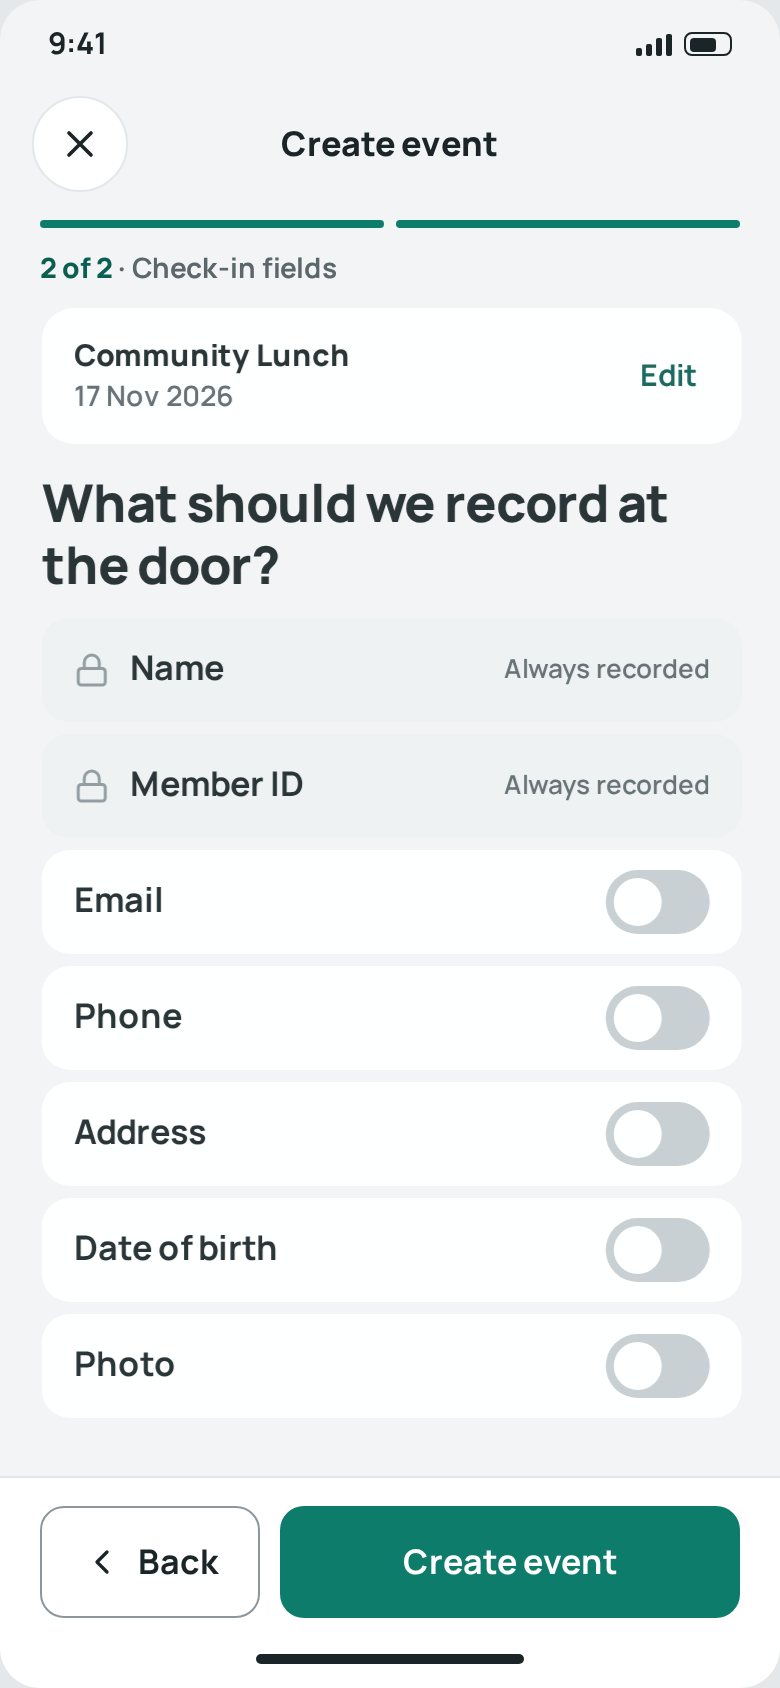 9:41
Create event
2 of 2 · Check-in fields
Community Lunch
17 Nov 2026
Edit
What should we record at
the door?
Name
Always recorded
Member ID
Always recorded
Email
Phone
Address
Date of birth
Photo
Back
Create event